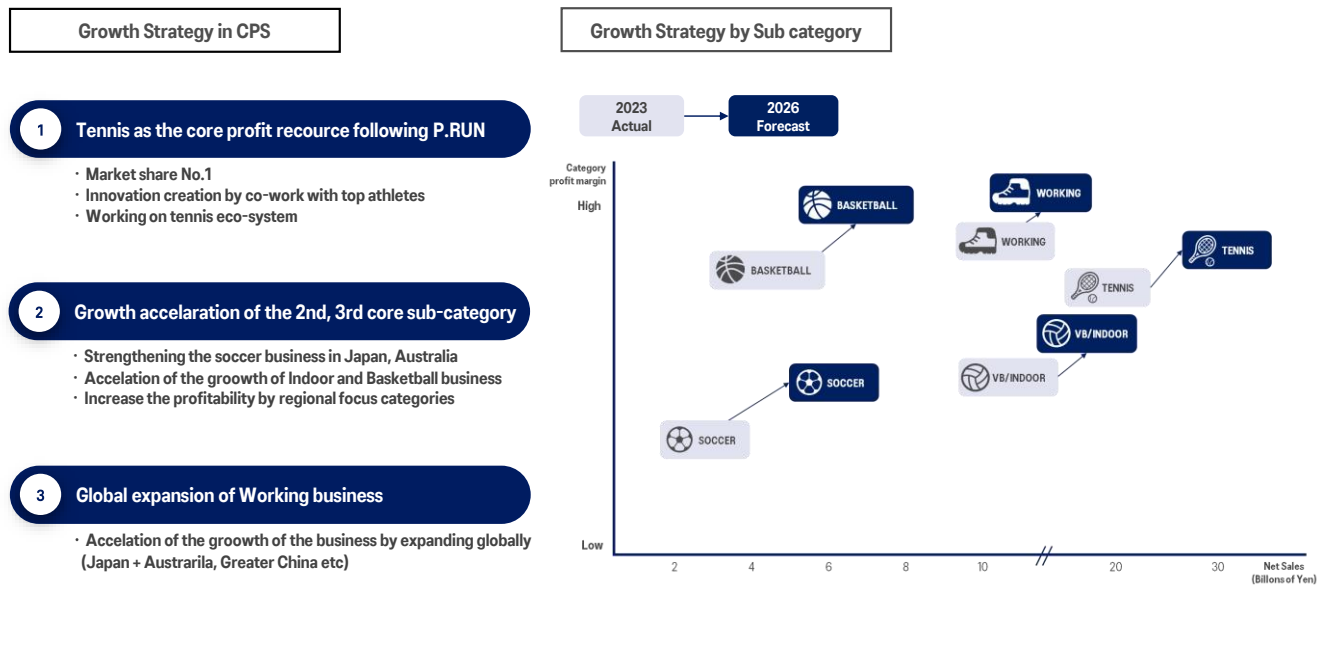 Growth Strategy in CPS
1
Tennis as the core profit recource following P.RUN
· Market share No.1
· Innovation creation by co-work with top athletes
· Working on tennis eco-system
2
Growth accelaration of the 2nd, 3rd core sub-category
· Strengthening the soccer business in Japan, Australia
· Accelation of the groowth of Indoor and Basketball business
· Increase the profitability by regional focus categories
3
Global expansion of Working business
· Accelation of the groowth of the business by expanding globally
(Japan + Austrarila, Greater China etc)
Growth Strategy by Sub category
2023
Actual
2026
Forecast
Category
profit margin
High
BASKETBALL
WORKING
WORKING
TENNIS
BASKETBALL
TENNIS
VB/INDOOR
SOCCER
VB/INDOOR
SOCCER
Low
2 4 6 8 10 20 30
Net Sales
(Billons of Yen)